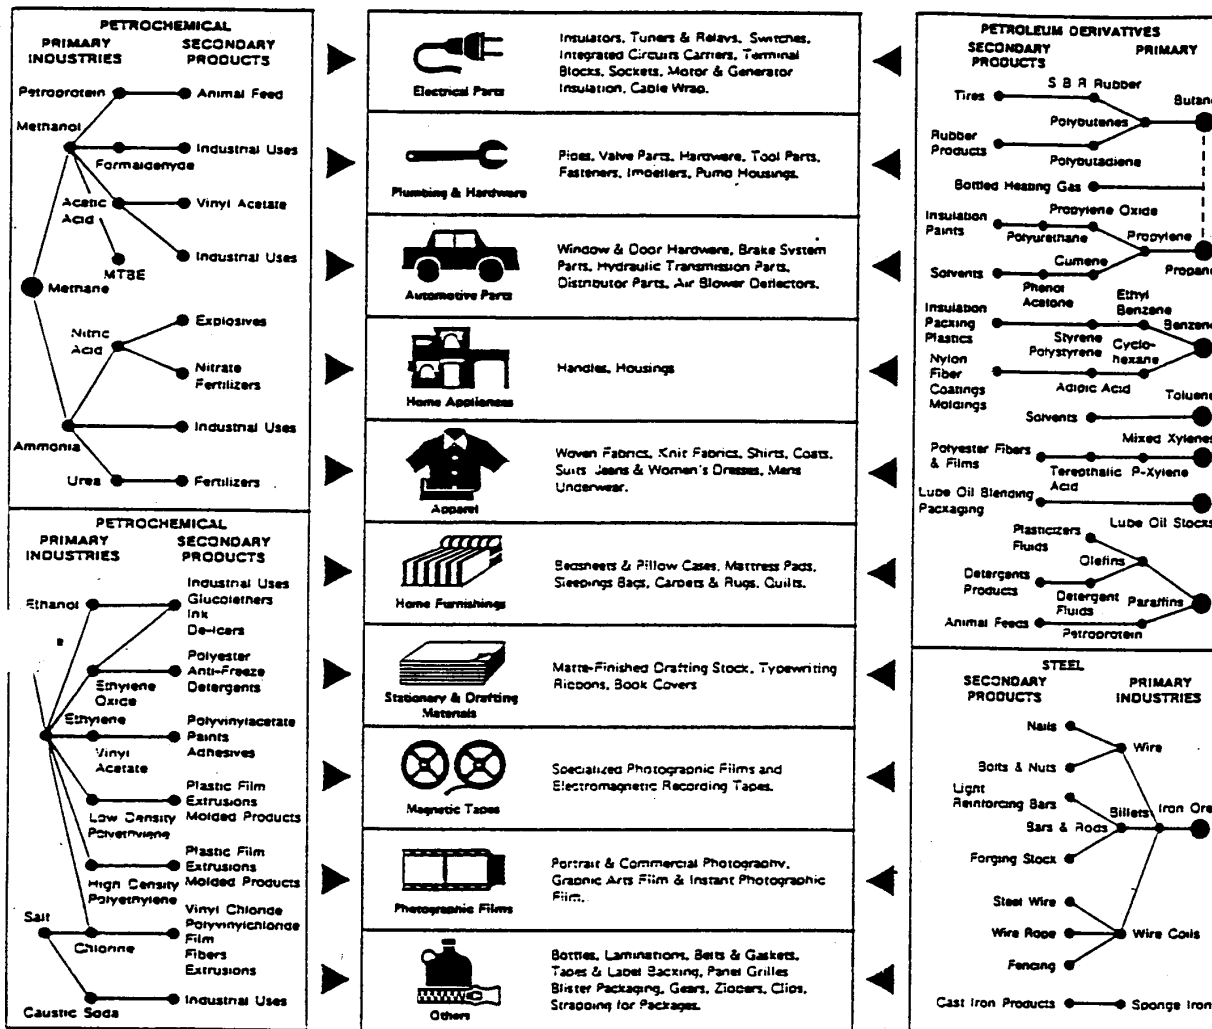 PETROCHEMICAL
PRIMARY
INDUSTRIES
SECONDARY
PRODUCTS
Petroprotein
Animal Feed
Methanol
Formaldenyde
Industrial Uses
Acetic
Acid
Vinyl Acetate
Industrial Uses
MTBE
Methane
Nitric
Acid
Explosives
Nitrate
Fertilizers
Industrial Uses
Ammonia
Urea
Fertilizers
PETROCHEMICAL
PRIMARY
INDUSTRIES
SECONDARY
PRODUCTS
Ethanol
Industrial Uses
Glucolethers
Ink
De-icers
Ethylene
Oxide
Polyester
Anti-Freeze
Detergents
Ethylene
Vinyl
Acetate
Polyvinylacetate
Paints
Adhesives
Low Density
Polyethylene
Plastic Film
Extrusions
Molded Products
High Density
Polyethylene
Plastic Film
Extrusions
Molded Products
Salt
Chlorine
Vinyl Chloride
Polyvinylchloride
Film
Fibers
Extrusions
Caustic Soda
Industrial Uses
Electrical Parts
Insulators, Tuners & Relays, Switches,
Integrated Circuits Carriers, Terminal
Blocks, Sockets, Motor & Generator
Insulation, Cable Wrap.
Plumbing & Hardware
Pipes, Valve Parts, Hardware, Tool Parts,
Fasteners, Impellers, Pump Housings.
Automotive Parts
Window & Door Hardware, Brake System
Parts, Hydraulic Transmission Parts,
Distributor Parts, Air Blower Deflectors.
Home Appliances
Handles, Housings
Apparel
Woven Fabrics, Knit Fabrics, Shirts, Coats,
Suits Jeans & Women's Dresses, Mens
Underwear.
Home Furnishings
Bedsheets & Pillow Cases, Mattress Pads,
Sleepings Bags, Carpets & Rugs, Quilts.
Stationery & Drafting
Materials
Matte-Finished Drafting Stock, Typewriting
Ribbons, Book Covers
Magnetic Tapes
Specialized Photographic Films and
Electromagnetic Recording Tapes.
Photographic Films
Portrait & Commercial Photography,
Graphic Arts Film & Instant Photographic
Film.
Others
Bottles, Laminations, Belts & Gaskets,
Tapes & Label Backing, Panel Grilles
Blister Packaging, Gears, Zippers, Clips,
Strapping for Packages.
PETROLEUM DERIVATIVES
SECONDARY
PRODUCTS
PRIMARY
Tires
S B R Rubber
Butane
Polybutenes
Rubber
Products
Polybutadiene
Bottled Heating Gas
Insulation
Paints
Propylene Oxide
Polyurethane
Propylene
Cumene
Propane
Solvents
Phenol
Acetone
Insulation
Packing
Plastics
Styrene
Polystyrene
Ethyl
Benzene
Benzene
Cyclo-
hexane
Nylon
Fiber
Coatings
Moldings
Adipic Acid
Toluene
Solvents
Mixed Xylenes
Polyester Fibers
& Films
Terepthalic
Acid
P-Xylene
Lube Oil Blending
Packaging
Lube Oil Stocks
Plasticizers
Fluids
Olefins
Detergents
Products
Detergent
Fluids
Paraffins
Animal Feeds
Petroprotein
STEEL
SECONDARY
PRODUCTS
PRIMARY
INDUSTRIES
Nails
Wire
Bolts & Nuts
Light
Reinforcing Bars
Billets
Iron Ore
Bars & Rods
Forging Stock
Steel Wire
Wire Rope
Wire Coils
Fencing
Cast Iron Products
Sponge Iron